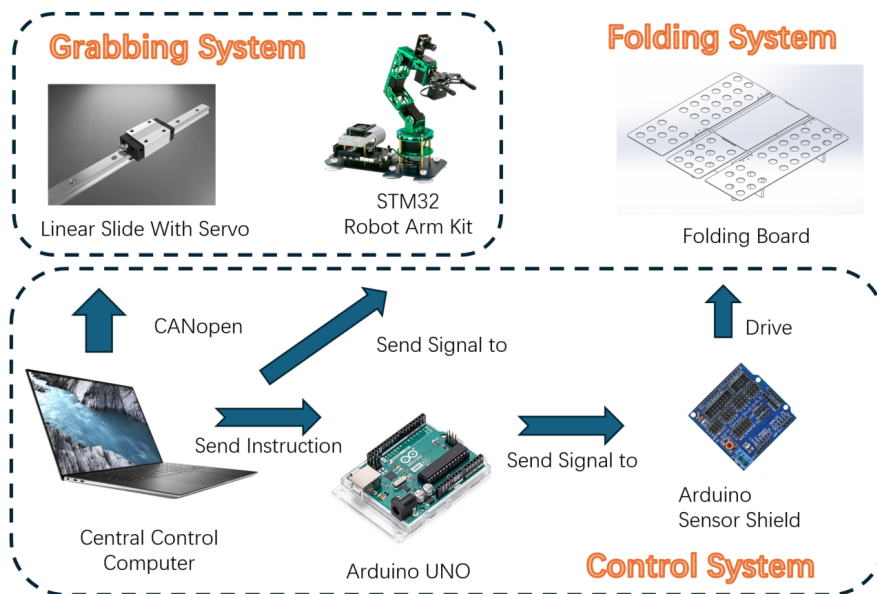 Grabbing System
Folding System
Linear Slide With Servo
STM32
Robot Arm Kit
Folding Board
CANopen
Send Signal to
Drive
Send Instruction
Send Signal to
Central Control
Computer
Arduino UNO
Arduino
Sensor Shield
Control System